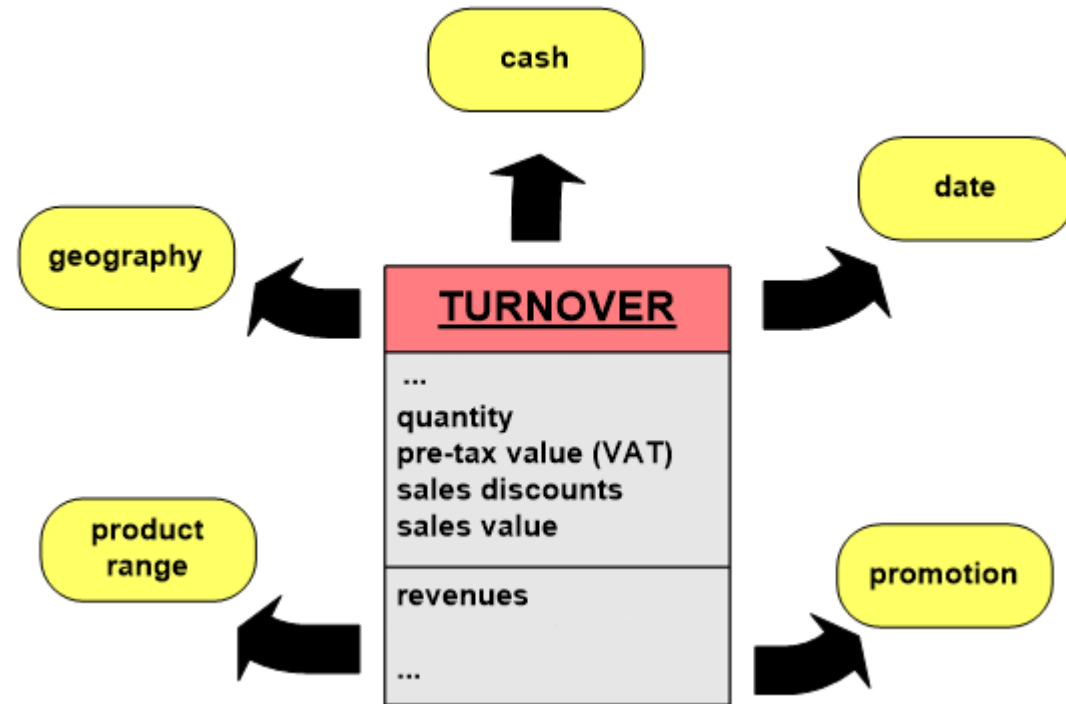 cash
date
geography
TURNOVER
...
quantity
pre-tax value (VAT)
sales discounts
sales value
product
range
promotion
revenues
...